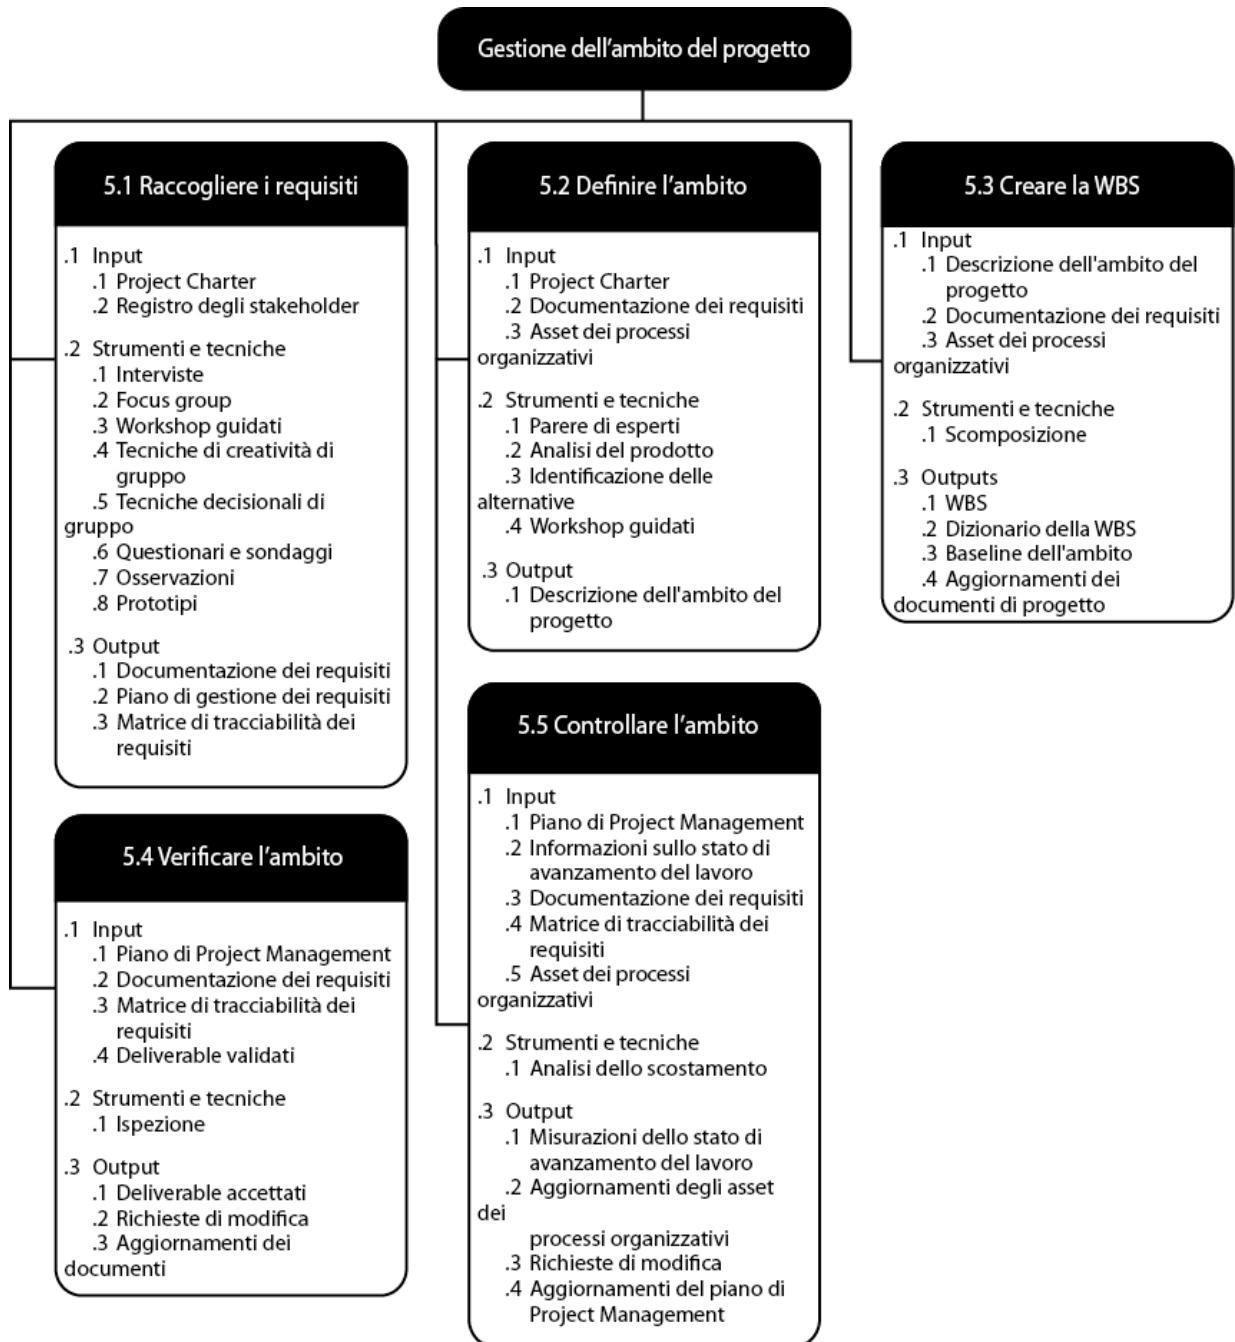 Gestione dell'ambito del progetto
5.1 Raccogliere i requisiti
.1 Input
.1 Project Charter
.2 Registro degli stakeholder
.2 Strumenti e tecniche
.1 Interviste
.2 Focus group
.3 Workshop guidati
.4 Tecniche di creatività di
gruppo
.5 Tecniche decisionali di
gruppo
.6 Questionari e sondaggi
.7 Osservazioni
.8 Prototipi
.3 Output
.1 Documentazione dei requisiti
.2 Piano di gestione dei requisiti
.3 Matrice di tracciabilità dei
requisiti
5.2 Definire l'ambito
.1 Input
.1 Project Charter
.2 Documentazione dei requisiti
.3 Asset dei processi
organizzativi
.2 Strumenti e tecniche
.1 Parere di esperti
.2 Analisi del prodotto
.3 Identificazione delle
alternative
.4 Workshop guidati
.3 Output
.1 Descrizione dell'ambito del
progetto
5.3 Creare la WBS
.1 Input
.1 Descrizione dell'ambito del
progetto
.2 Documentazione dei requisiti
.3 Asset dei processi
organizzativi
.2 Strumenti e tecniche
.1 Scomposizione
.3 Outputs
.1 WBS
.2 Dizionario della WBS
.3 Baseline dell'ambito
.4 Aggiornamenti dei
documenti di progetto
5.4 Verificare l'ambito
.1 Input
.1 Piano di Project Management
.2 Documentazione dei requisiti
.3 Matrice di tracciabilità dei
requisiti
.4 Deliverable validati
.2 Strumenti e tecniche
.1 Ispezione
.3 Output
.1 Deliverable accettati
.2 Richieste di modifica
.3 Aggiornamenti dei
documenti
5.5 Controllare l'ambito
.1 Input
.1 Piano di Project Management
.2 Informazioni sullo stato di
avanzamento del lavoro
.3 Documentazione dei requisiti
.4 Matrice di tracciabilità dei
requisiti
.5 Asset dei processi
organizzativi
.2 Strumenti e tecniche
.1 Analisi dello scostamento
.3 Output
.1 Misurazioni dello stato di
avanzamento del lavoro
.2 Aggiornamenti degli asset
dei
processi organizzativi
.3 Richieste di modifica
.4 Aggiornamenti del piano di
Project Management